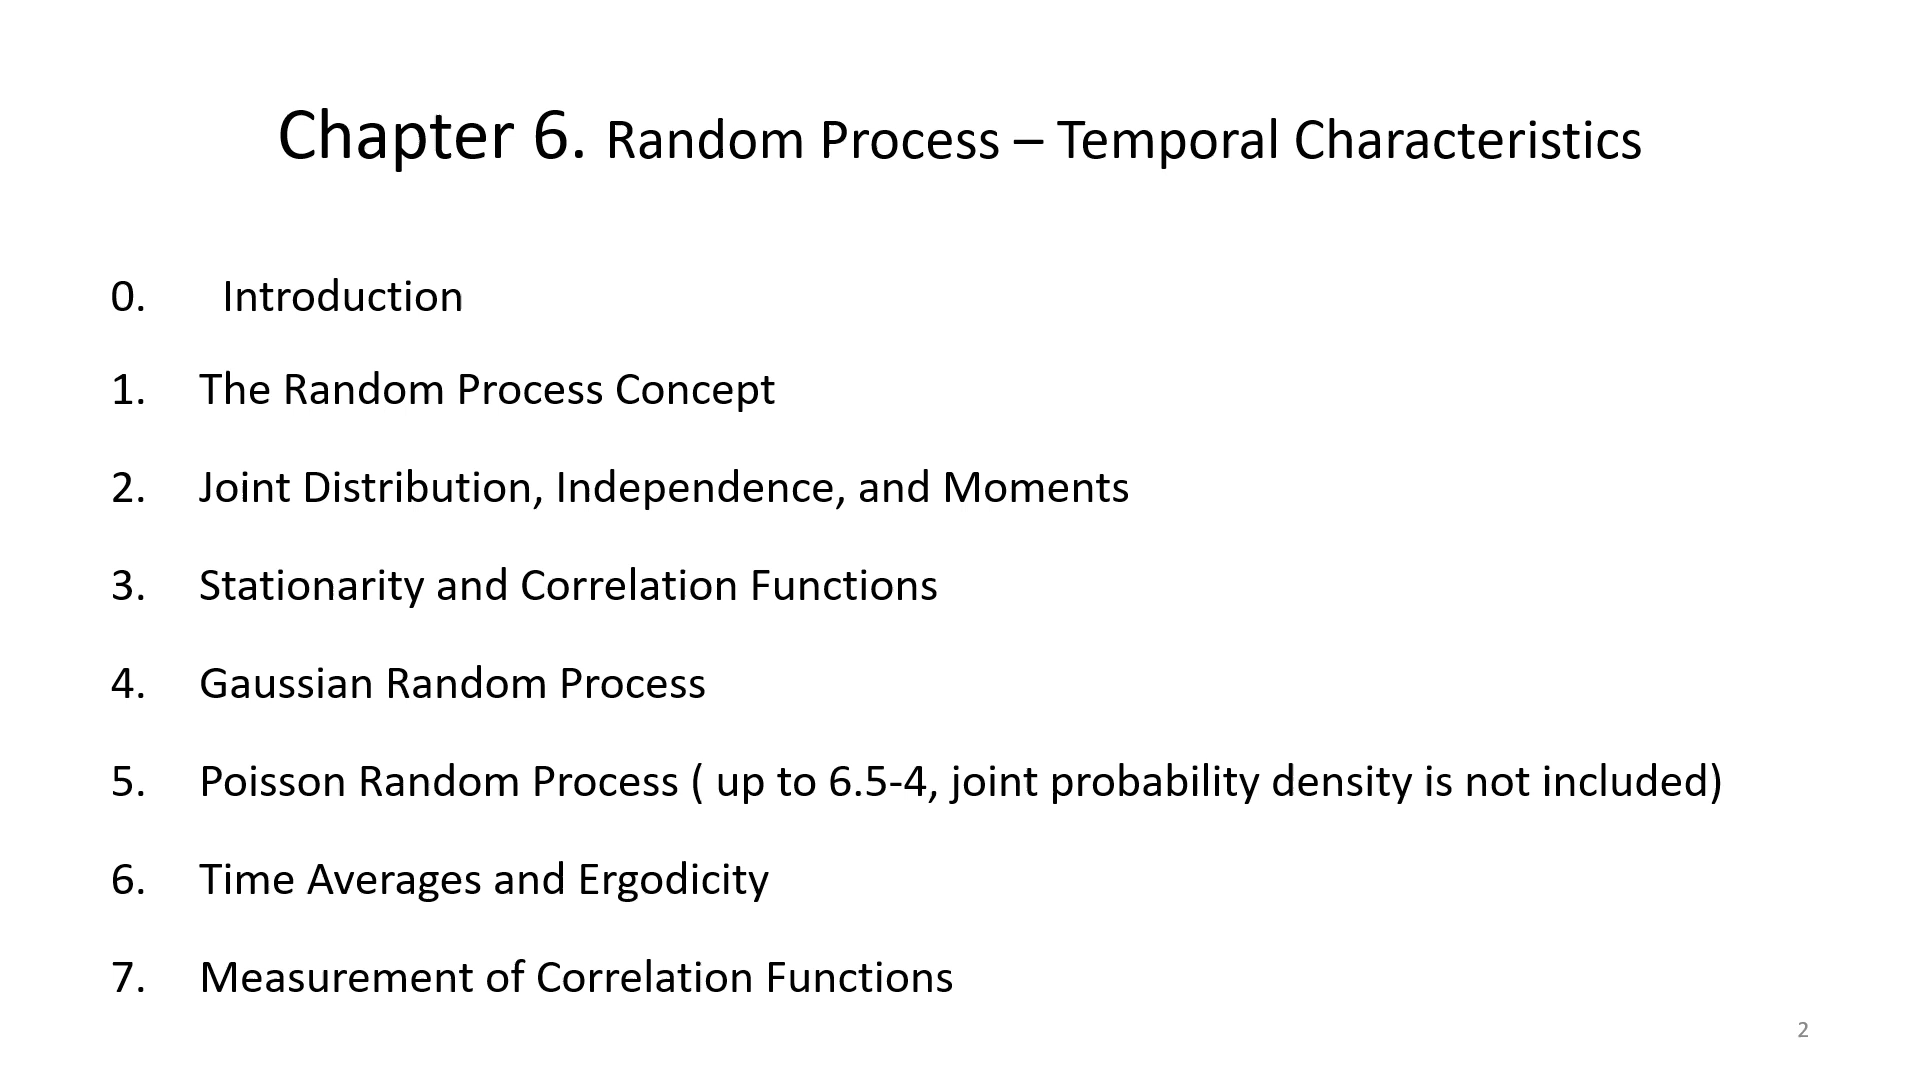 Chapter 6. Random Process – Temporal Characteristics
0. Introduction
1. The Random Process Concept
2. Joint Distribution, Independence, and Moments
3. Stationarity and Correlation Functions
4. Gaussian Random Process
5. Poisson Random Process ( up to 6.5-4, joint probability density is not included)
6. Time Averages and Ergodicity
7. Measurement of Correlation Functions
2